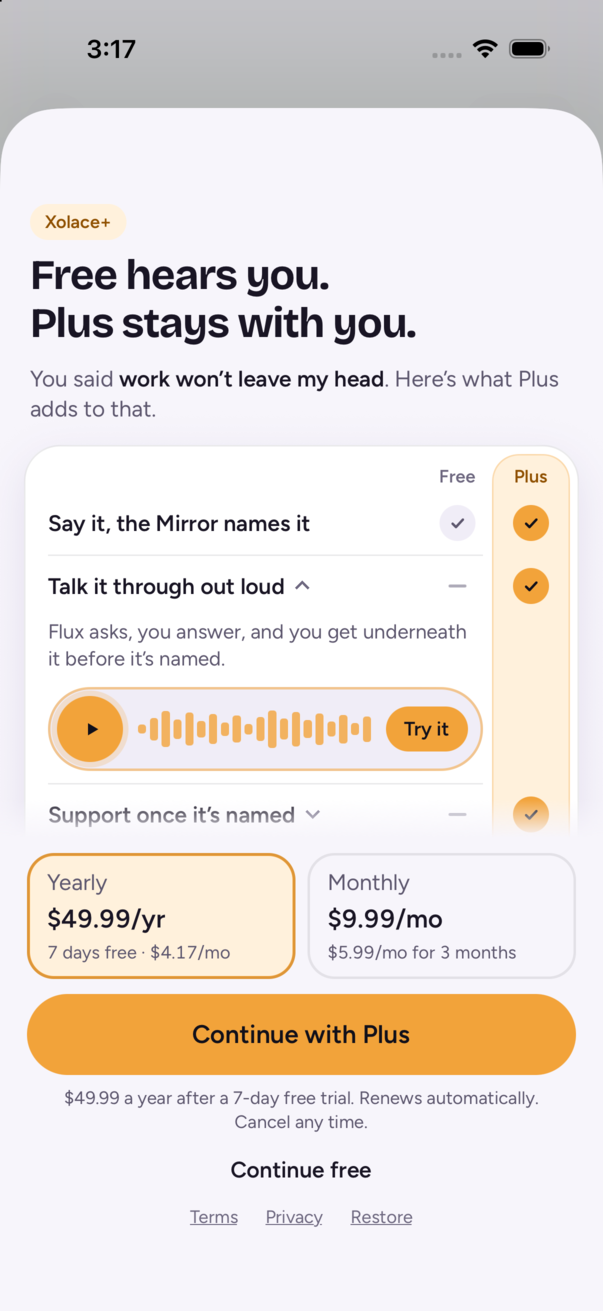 3:17
Xolace+
Free hears you.
Plus stays with you.
You said work won’t leave my head. Here’s what Plus
adds to that.
Free Plus
Say it, the Mirror names it
Talk it through out loud
Flux asks, you answer, and you get underneath
it before it’s named.
Try it
Support once it’s named
Yearly
$49.99/yr
7 days free · $4.17/mo
Monthly
$9.99/mo
$5.99/mo for 3 months
Continue with Plus
$49.99 a year after a 7-day free trial. Renews automatically.
Cancel any time.
Continue free
Terms Privacy Restore